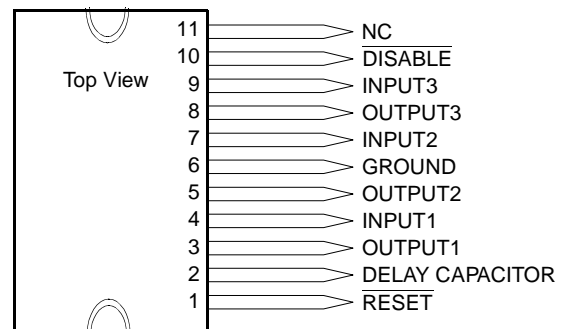 Top View
11 NC
10 DISABLE
9 INPUT3
8 OUTPUT3
7 INPUT2
6 GROUND
5 OUTPUT2
4 INPUT1
3 OUTPUT1
2 DELAY CAPACITOR
1 RESET